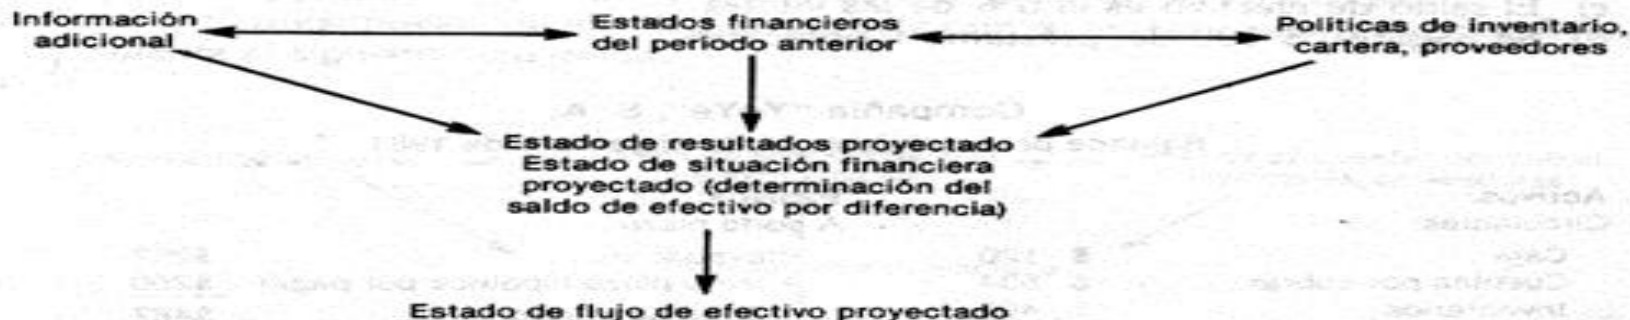 Información
adicional
Estados financieros
del periodo anterior
Políticas de inventario,
cartera, proveedores
Estado de resultados proyectado
Estado de situación financiera
proyectado (determinación del
saldo de efectivo por diferencia)
Estado de flujo de efectivo proyectado